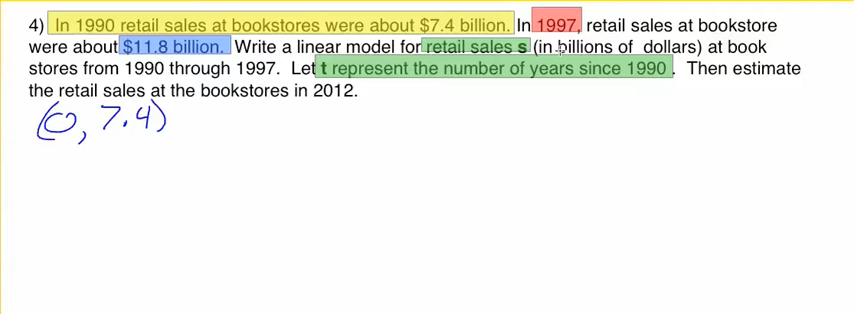 4) In 1990 retail sales at bookstores were about $7.4 billion. In 1997, retail sales at bookstore
were about $11.8 billion. Write a linear model for retail sales s (in billions of dollars) at book
stores from 1990 through 1997. Let t represent the number of years since 1990. Then estimate
the retail sales at the bookstores in 2012.
(0, 7.4)